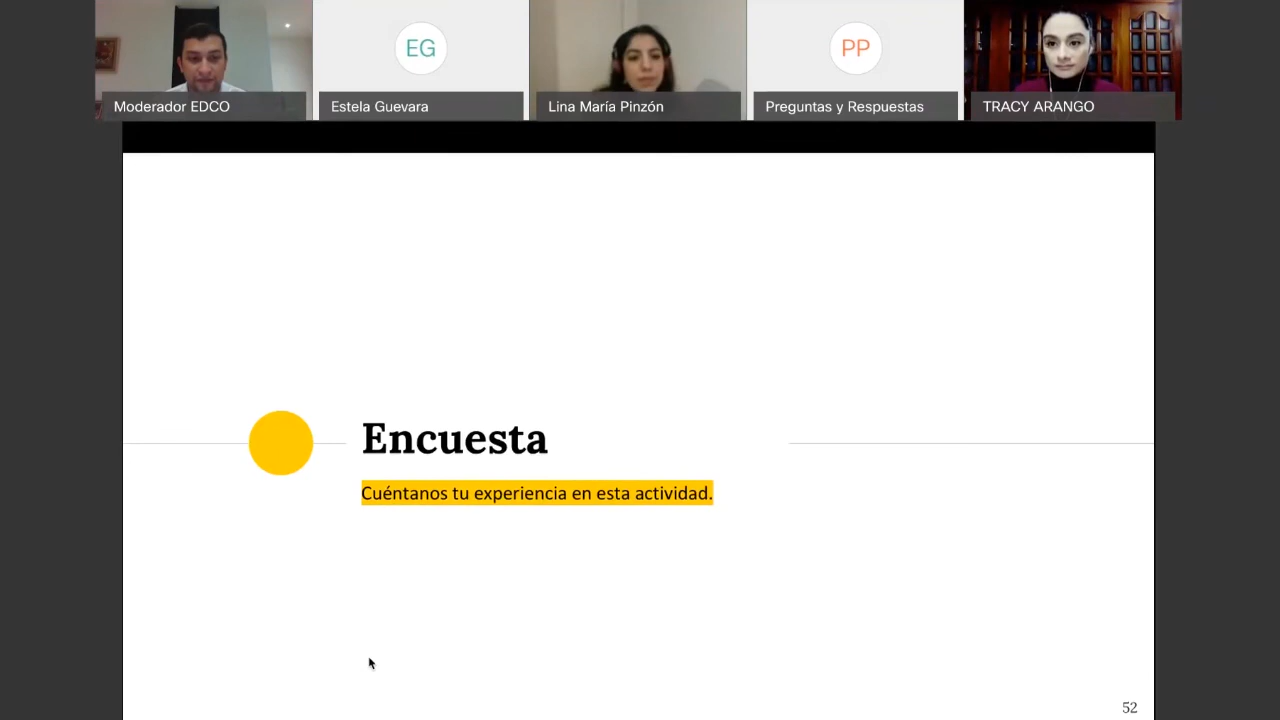 EG
PP
Moderador EDCO
Estela Guevara
Lina María Pinzón
Preguntas y Respuestas
TRACY ARANGO
Encuesta
Cuéntanos tu experiencia en esta actividad.
52